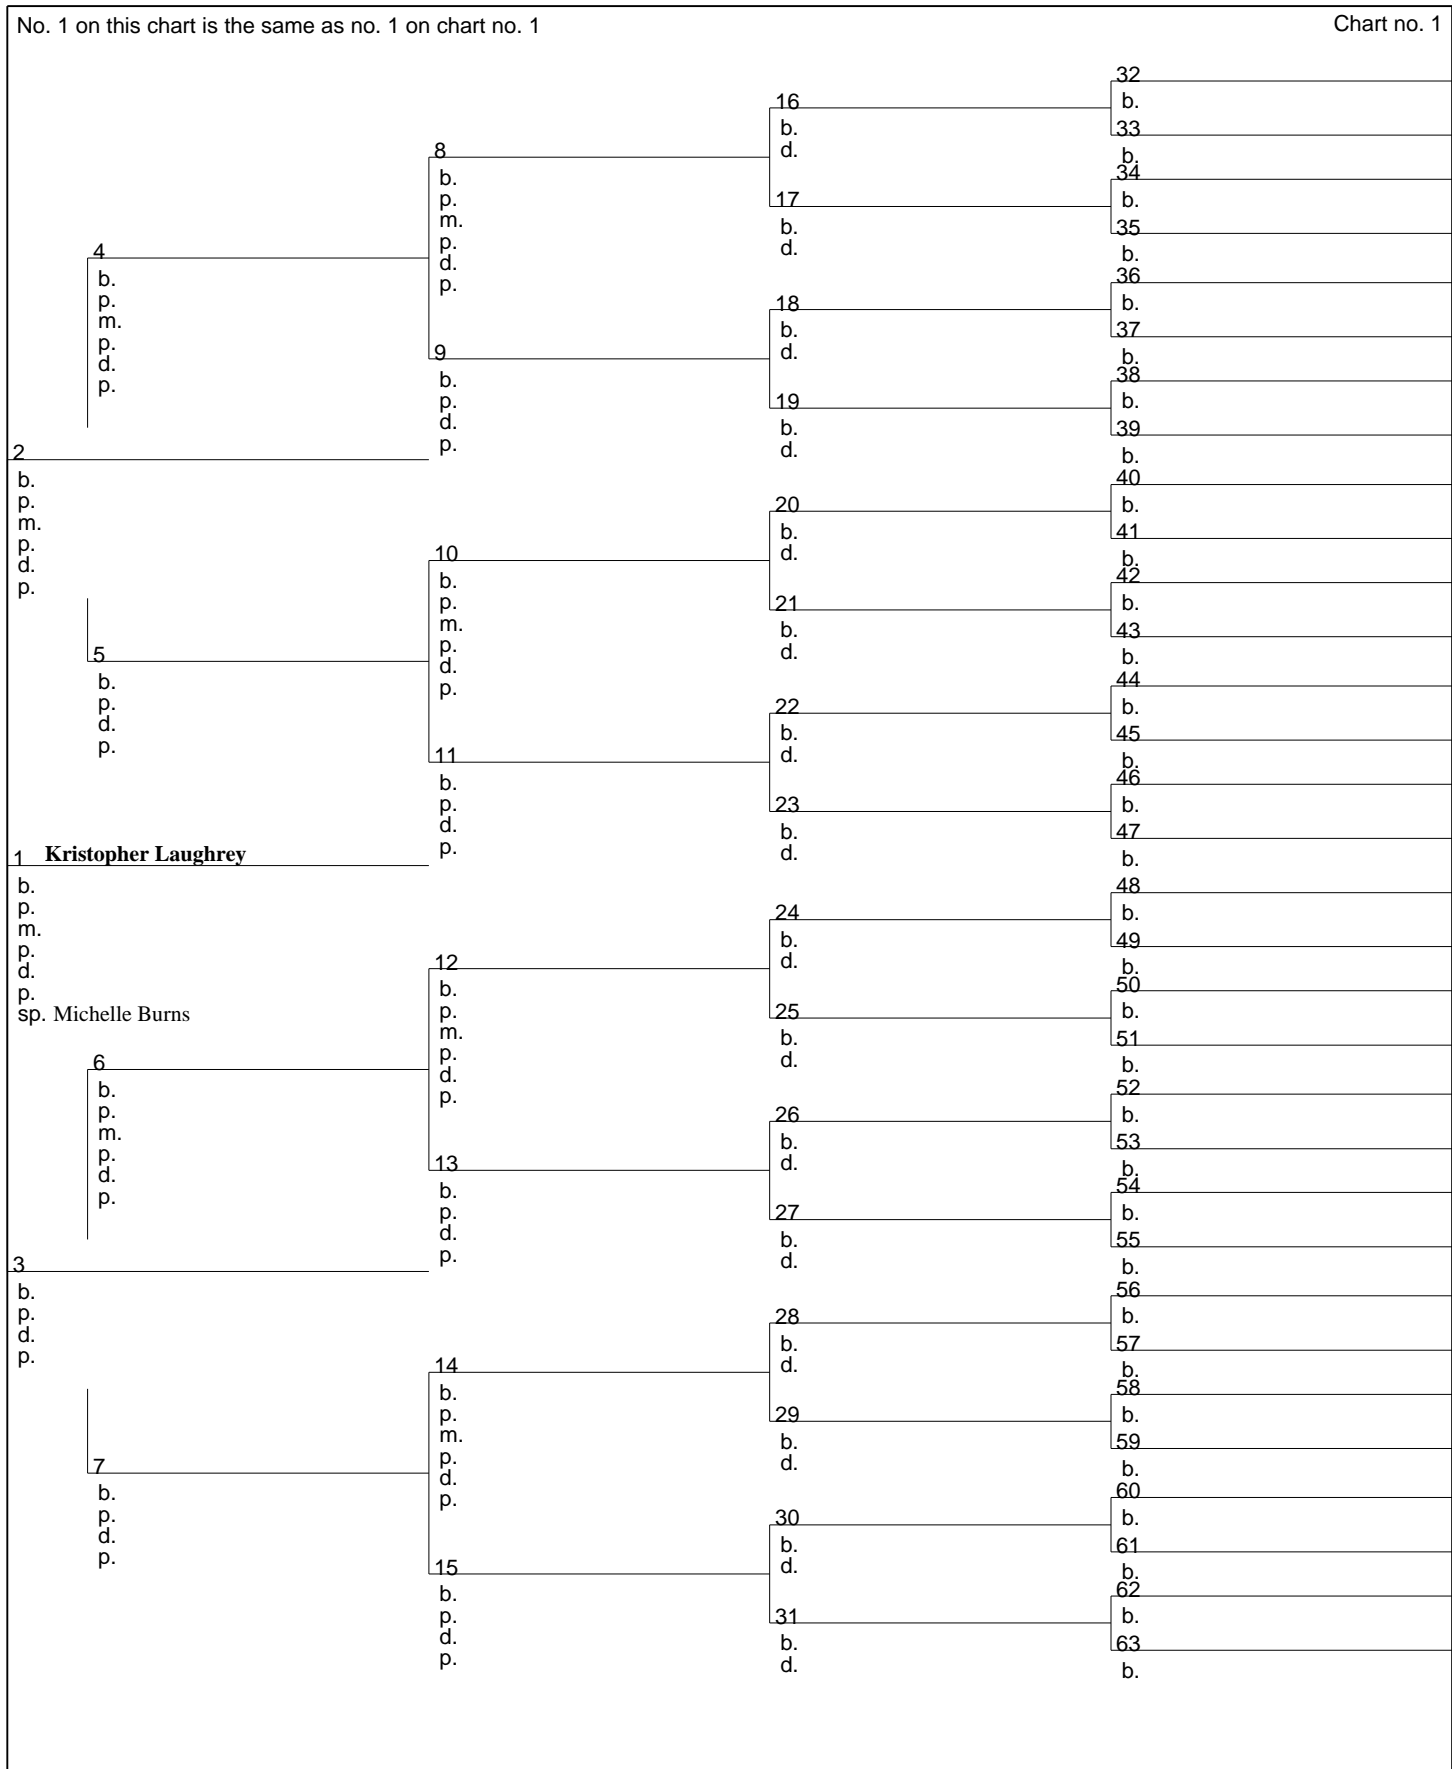 No. 1 on this chart is the same as no. 1 on chart no. 1
Chart no. 1
2
b.
p.
m.
p.
d.
p.
1 Kristopher Laughrey
b.
p.
m.
p.
d.
p.
sp. Michelle Burns
3
b.
p.
d.
p.
4
b.
p.
m.
p.
d.
p.
5
b.
p.
d.
p.
6
b.
p.
m.
p.
d.
p.
7
b.
p.
d.
p.
8
b.
p.
m.
p.
d.
p.
9
b.
p.
d.
p.
10
b.
p.
m.
p.
d.
p.
11
b.
p.
d.
p.
12
b.
p.
m.
p.
d.
p.
13
b.
p.
d.
p.
14
b.
p.
m.
p.
d.
p.
15
b.
p.
d.
p.
16
b.
d.
17
b.
d.
18
b.
d.
19
b.
d.
20
b.
d.
21
b.
d.
22
b.
d.
23
b.
d.
24
b.
d.
25
b.
d.
26
b.
d.
27
b.
d.
28
b.
d.
29
b.
d.
30
b.
d.
31
b.
d.
32
b.
33
b.
34
b.
35
b.
36
b.
37
b.
38
b.
39
b.
40
b.
41
b.
42
b.
43
b.
44
b.
45
b.
46
b.
47
b.
48
b.
49
b.
50
b.
51
b.
52
b.
53
b.
54
b.
55
b.
56
b.
57
b.
58
b.
59
b.
60
b.
61
b.
62
b.
63
b.